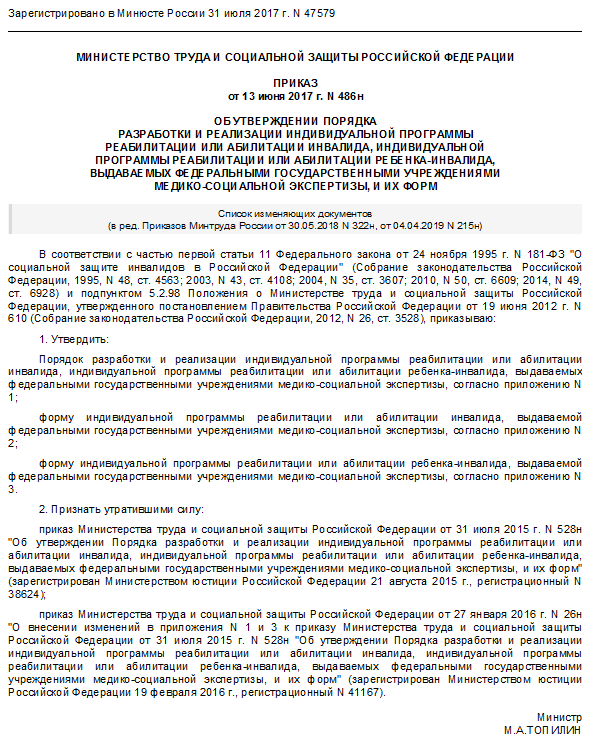 Зарегистрировано в Минюсте России 31 июля 2017 г. N 47579
МИНИСТЕРСТВО ТРУДА И СОЦИАЛЬНОЙ ЗАЩИТЫ РОССИЙСКОЙ ФЕДЕРАЦИИ
ПРИКАЗ
от 13 июня 2017 г. N 486н
ОБ УТВЕРЖДЕНИИ ПОРЯДКА
РАЗРАБОТКИ И РЕАЛИЗАЦИИ ИНДИВИДУАЛЬНОЙ ПРОГРАММЫ
РЕАБИЛИТАЦИИ ИЛИ АБИЛИТАЦИИ ИНВАЛИДА, ИНДИВИДУАЛЬНОЙ
ПРОГРАММЫ РЕАБИЛИТАЦИИ ИЛИ АБИЛИТАЦИИ РЕБЕНКА-ИНВАЛИДА,
ВЫДАВАЕМЫХ ФЕДЕРАЛЬНЫМИ ГОСУДАРСТВЕННЫМИ УЧРЕЖДЕНИЯМИ
МЕДИКО-СОЦИАЛЬНОЙ ЭКСПЕРТИЗЫ, И ИХ ФОРМ
Список изменяющих документов
(в ред. Приказов Минтруда России от 30.05.2018 N 322н, от 04.04.2019 N 215н)
В соответствии с частью первой статьи 11 Федерального закона от 24 ноября 1995 г. N 181-ФЗ "О
социальной защите инвалидов в Российской Федерации" (Собрание законодательства Российской
Федерации, 1995, N 48, ст. 4563; 2003, N 43, ст. 4108; 2004, N 35, ст. 3607; 2010, N 50, ст. 6609; 2014, N 49,
ст. 6928) и подпунктом 5.2.98 Положения о Министерстве труда и социальной защиты Российской
Федерации, утвержденного постановлением Правительства Российской Федерации от 19 июня 2012 г. N
610 (Собрание законодательства Российской Федерации, 2012, N 26, ст. 3528), приказываю:
1. Утвердить:
Порядок разработки и реализации индивидуальной программы реабилитации или абилитации
инвалида, индивидуальной программы реабилитации или абилитации ребенка-инвалида, выдаваемых
федеральными государственными учреждениями медико-социальной экспертизы, согласно приложению N
1;
форму индивидуальной программы реабилитации или абилитации инвалида, выдаваемой
федеральными государственными учреждениями медико-социальной экспертизы, согласно приложению N
2;
форму индивидуальной программы реабилитации или абилитации ребенка-инвалида, выдаваемой
федеральными государственными учреждениями медико-социальной экспертизы, согласно приложению N
3.
2. Признать утратившими силу:
приказ Министерства труда и социальной защиты Российской Федерации от 31 июля 2015 г. N 528н
"Об утверждении Порядка разработки и реализации индивидуальной программы реабилитации или
абилитации инвалида, индивидуальной программы реабилитации или абилитации ребенка-инвалида,
выдаваемых федеральными государственными учреждениями медико-социальной экспертизы, и их форм"
(зарегистрирован Министерством юстиции Российской Федерации 21 августа 2015 г., регистрационный N
38624);
приказ Министерства труда и социальной защиты Российской Федерации от 27 января 2016 г. N 26н
"О внесении изменений в приложения N 1 и 3 к приказу Министерства труда и социальной защиты
Российской Федерации от 31 июля 2015 г. N 528н "Об утверждении Порядка разработки и реализации
индивидуальной программы реабилитации или абилитации инвалида, индивидуальной программы
реабилитации или абилитации ребенка-инвалида, выдаваемых федеральными государственными
учреждениями медико-социальной экспертизы, и их форм" (зарегистрирован Министерством юстиции
Российской Федерации 19 февраля 2016 г., регистрационный N 41167).
Министр
М.А.ТОПИЛИН